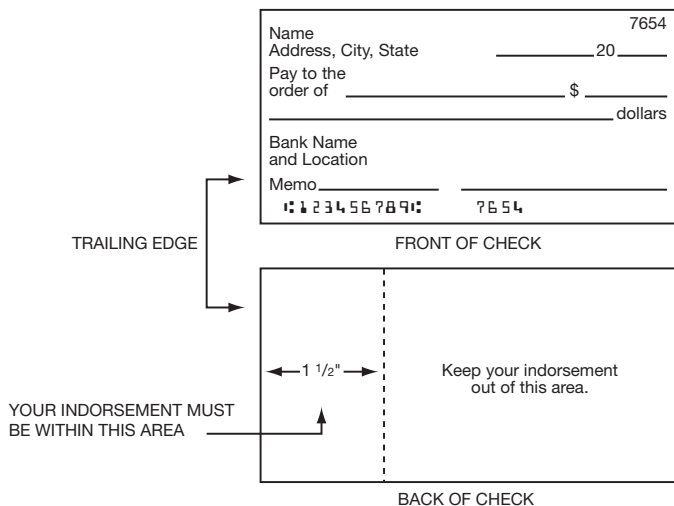 7654
Name
Address, City, State 20
Pay to the
order of $
dollars
Bank Name
and Location
Memo
⑆123456789⑆ 7654
TRAILING EDGE
FRONT OF CHECK
1 1/2"
Keep your indorsement
out of this area.
YOUR INDORSEMENT MUST
BE WITHIN THIS AREA
BACK OF CHECK